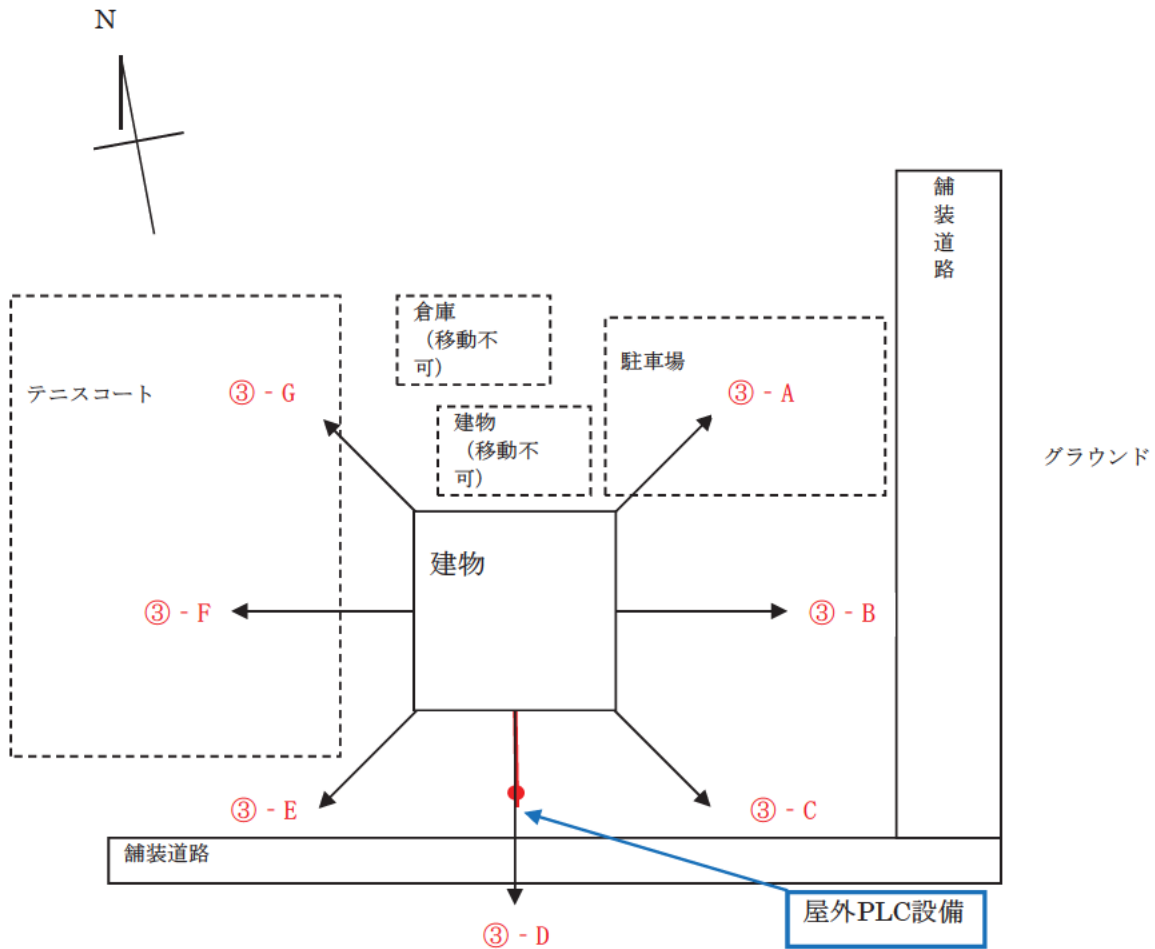 N
舗
装
道
路
倉庫
（移動不
可）
駐車場
テニスコート
③ - G
③ - A
建物
（移動不
可）
グラウンド
建物
③ - F
③ - B
③ - E
③ - C
舗装道路
屋外PLC設備
③ - D